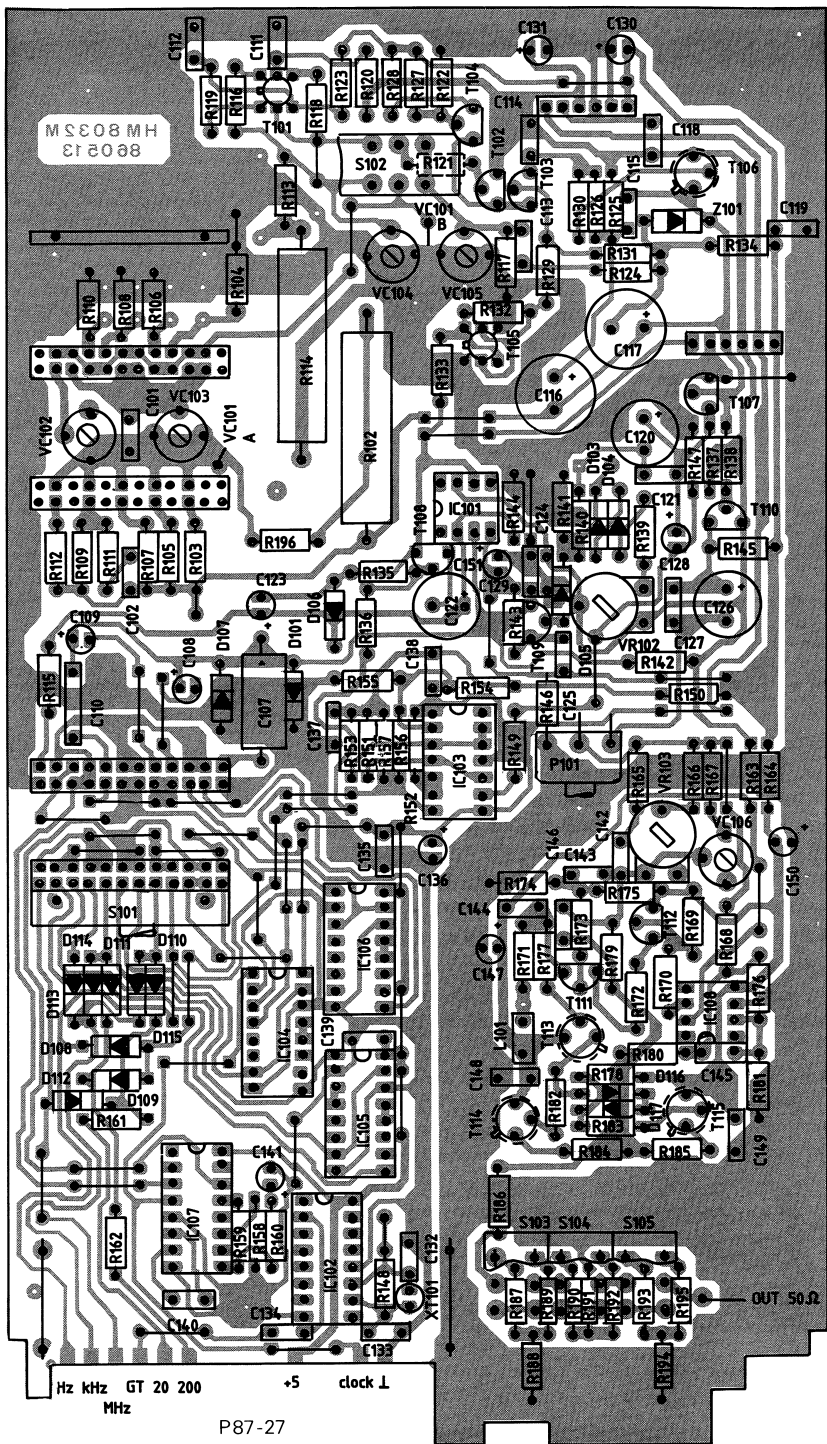 C112
C111
C131
C130
R119
R116
T101
R118
R123
R120
R128
R127
R122
T104
C114
C118
HM8032M
860513
S102
R121
T102
T103
C115
T106
R113
VC101
B
C113
R130
R126
R125
Z101
C119
R104
VC104
VC105
R117
R129
R131
R124
R134
R110
R108
R106
R114
R132
T105
R133
C117
C116
VC102
C101
VC103
VC101
A
R102
T107
C120
R147
R137
R138
D103
D104
R112
R109
R111
R107
R105
R103
R196
T108
IC101
R144
C124
R141
R140
R139
C121
C128
T110
R145
C102
C123
R135
C151
C129
C109
D106
R136
C122
R143
T109
D105
VR102
C127
C126
R115
C110
C108
D107
D101
C107
C138
R155
R154
R142
R150
C137
R153
R151
R157
R156
R152
IC103
R149
R146
C125
P101
R165
VR103
R166
R167
R163
R164
C135
C136
C146
C142
C143
VC106
C150
S101
R174
R175
C144
C147
R171
R177
R173
R179
T112
R169
R168
D114
D111
D110
IC106
T111
R172
R170
IC108
R176
D113
D115
IC104
C139
L101
T113
D108
D112
D109
R161
IC105
C148
R180
C145
R178
D116
R181
R182
D117
T115
T114
R183
R184
R185
C149
C141
IC107
R159
R158
R160
IC102
R162
R148
C132
XT101
R186
S103
S104
S105
R187
R189
R190
R191
R192
R193
R195
OUT 50Ω
C140
C134
C133
R188
R194
Hz kHz GT 20 200
MHz
+5
clock ⊥
P87-27